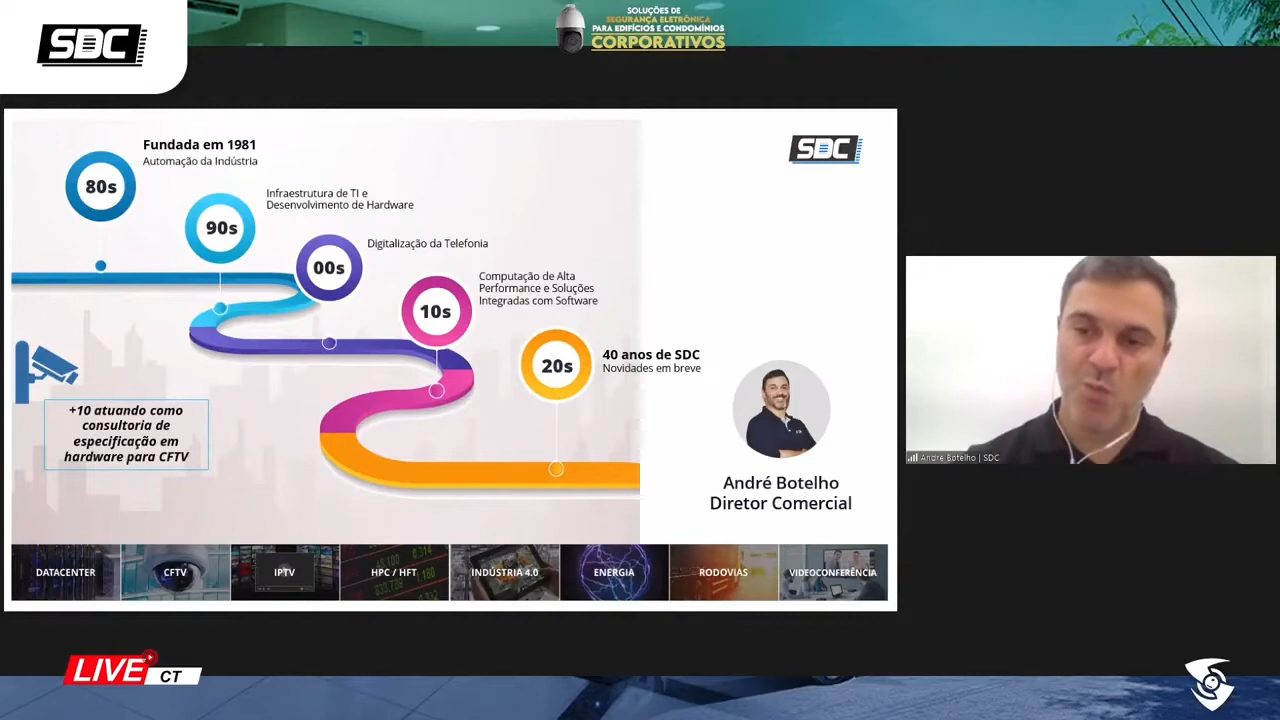 SDC
SOLUÇÕES DE
SEGURANÇA ELETRÔNICA
PARA EDIFÍCIOS E CONDOMÍNIOS
CORPORATIVOS
SDC
Fundada em 1981
Automação da Indústria
80s
Infraestrutura de TI e
Desenvolvimento de Hardware
90s
Digitalização da Telefonia
00s
Computação de Alta
Performance e Soluções
Integradas com Software
10s
40 anos de SDC
Novidades em breve
20s
+10 atuando como
consultoria de
especificação em
hardware para CFTV
André Botelho
Diretor Comercial
André Botelho | SDC
DATACENTER
CFTV
IPTV
HPC / HFT
INDÚSTRIA 4.0
ENERGIA
RODOVIAS
VIDEOCONFERÊNCIA
LIVE
CT